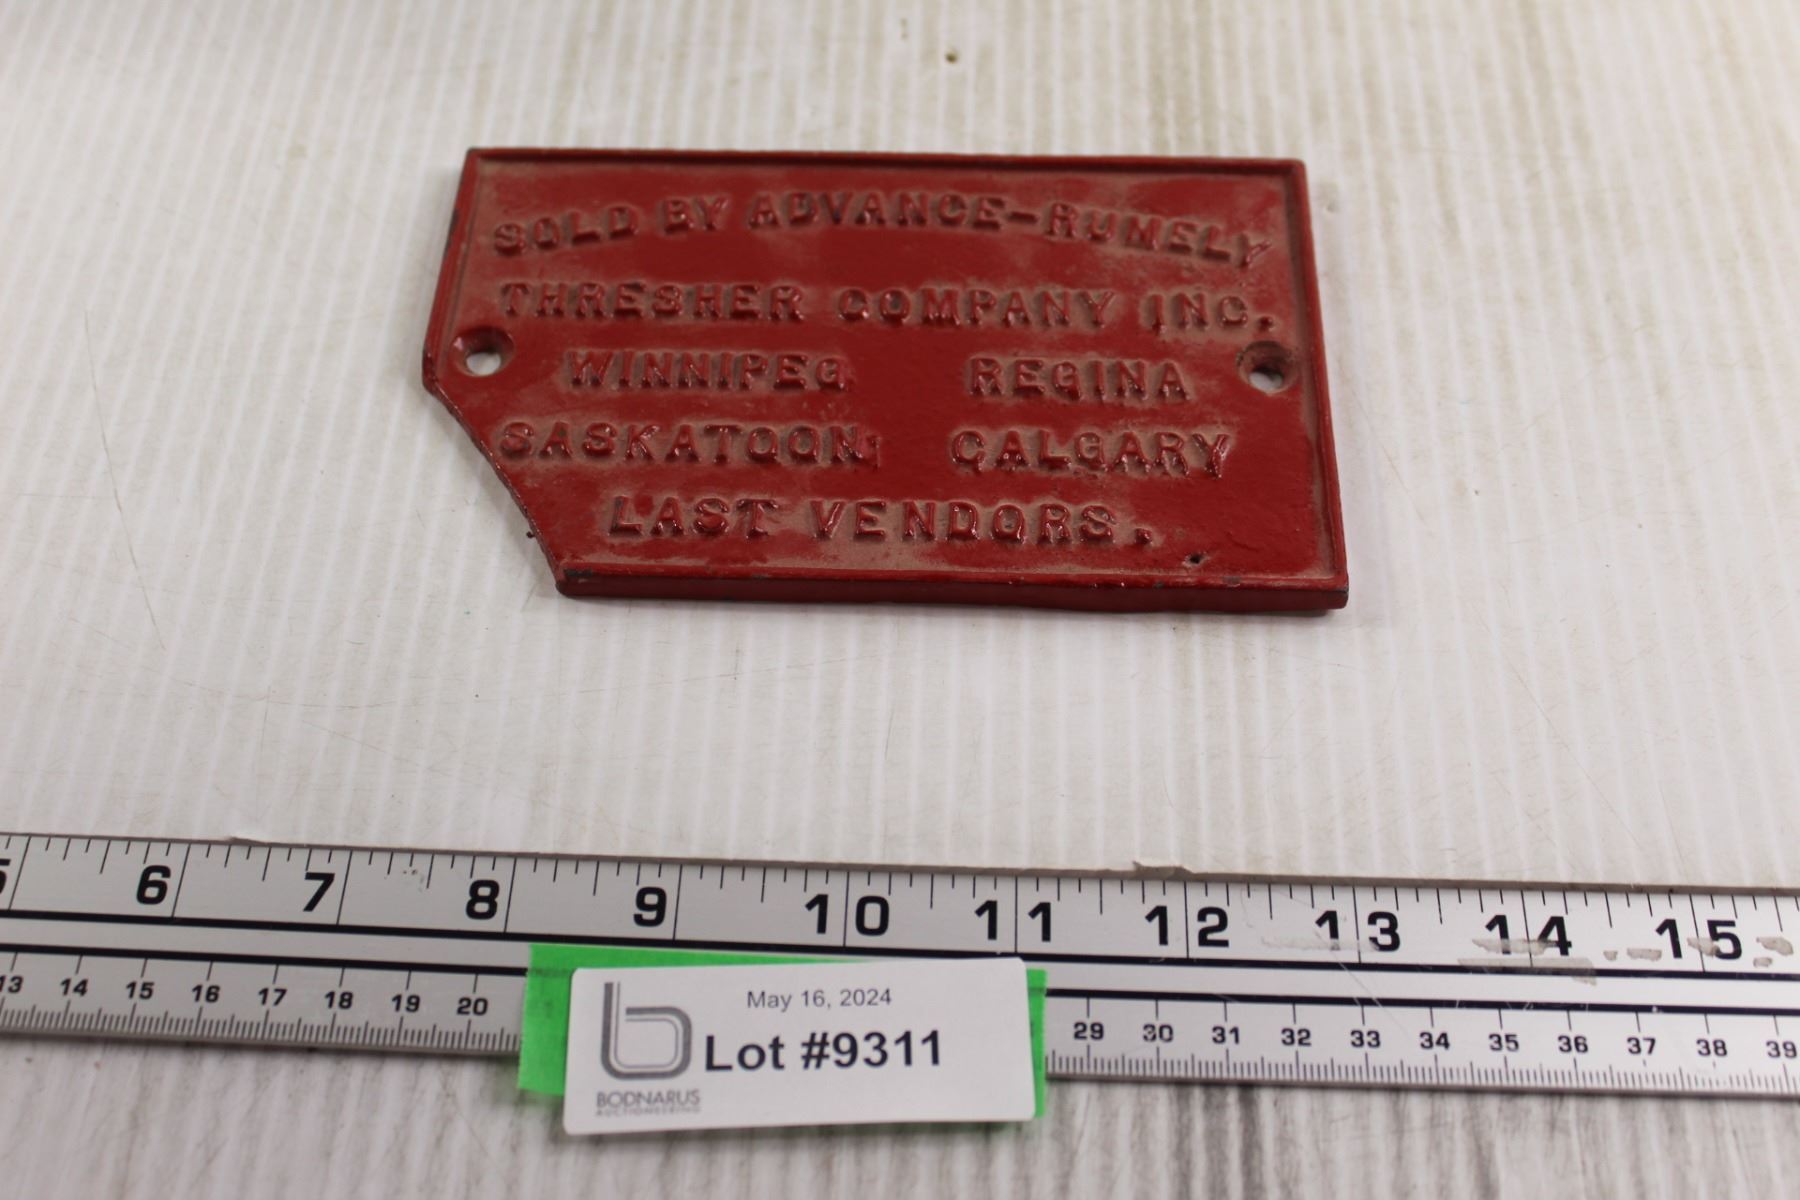 SOLD BY ADVANCE-RUMELY
THRESHER COMPANY INC.
WINNIPEG REGINA
SASKATOON CALGARY
LAST VENDORS.
5 6 7 8 9 10 11 12 13 14 15
13 14 15 16 17 18 19 20 29 30 31 32 33 34 35 36 37 38 39
May 16, 2024
Lot #9311
BODNARUS
AUCTIONEERING